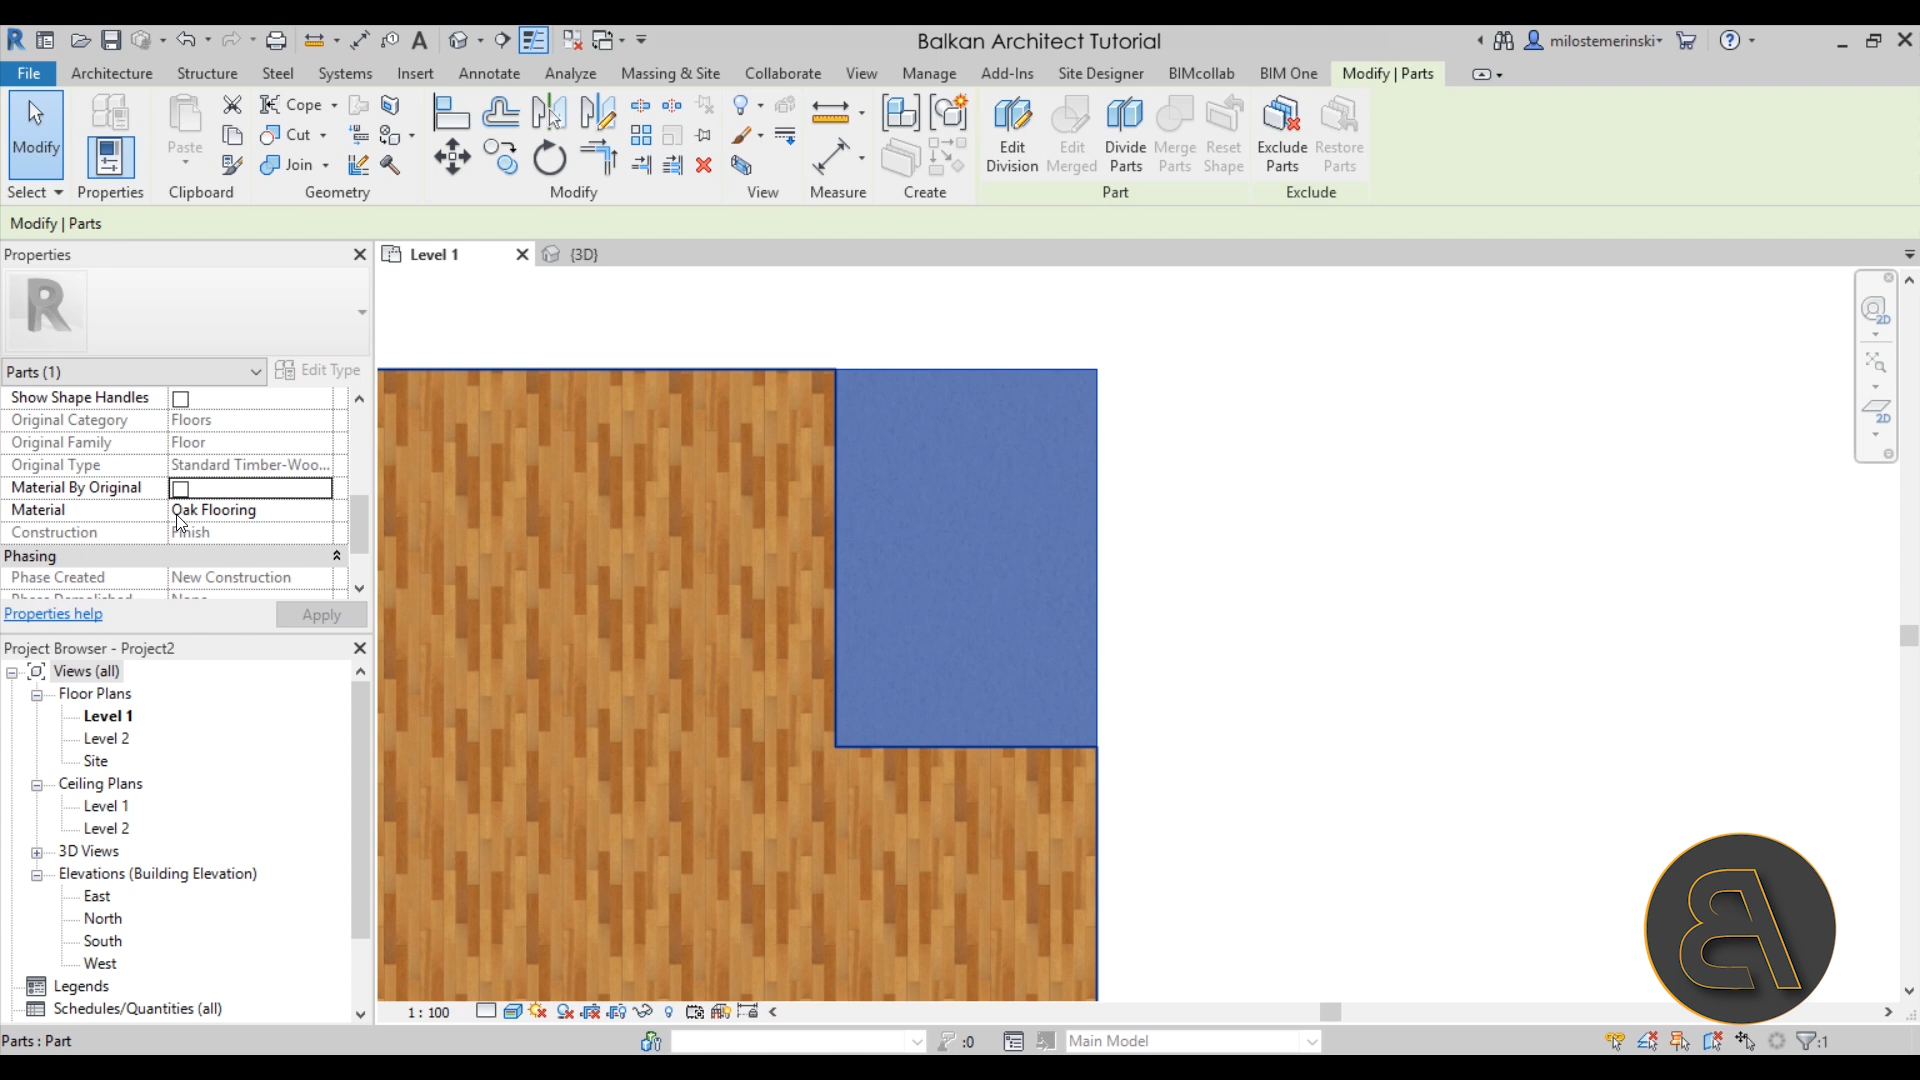 Balkan Architect Tutorial
milostemerinski
File Architecture Structure Steel Systems Insert Annotate Analyze Massing & Site Collaborate View Manage Add-Ins Site Designer BIMcollab BIM One Modify | Parts
Cope
Cut
Join
Modify
Paste
Edit Division
Edit Merged
Divide Parts
Merge Parts
Reset Shape
Exclude Parts
Restore Parts
Select Properties Clipboard Geometry Modify View Measure Create Part Exclude
Modify | Parts
Properties
Level 1
{3D}
Parts (1)
Edit Type
Show Shape Handles
Original Category Floors
Original Family Floor
Original Type Standard Timber-Woo...
Material By Original
Material Oak Flooring
Construction Finish
Phasing
Phase Created New Construction
Properties help
Apply
Project Browser - Project2
Views (all)
Floor Plans
Level 1
Level 2
Site
Ceiling Plans
Level 1
Level 2
3D Views
Elevations (Building Elevation)
East
North
South
West
Legends
Schedules/Quantities (all)
1 : 100
2D
2D
Parts : Part
:0
Main Model
:1